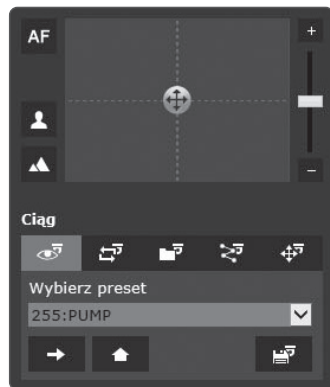 AF
+
−
Ciąg
Wybierz preset
255:PUMP